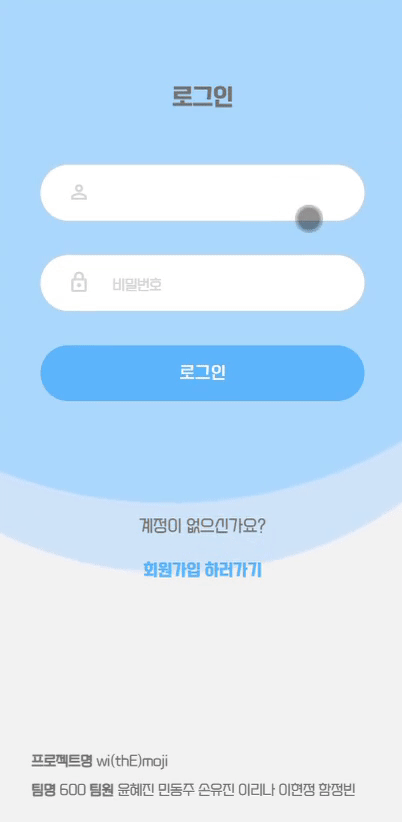 로그인
비밀번호
로그인
계정이 없으신가요?
회원가입 하러가기
프로젝트명 wi(thE)moji
팀명 600 팀원 윤혜진 민동주 손유진 이리나 이현정 함정빈